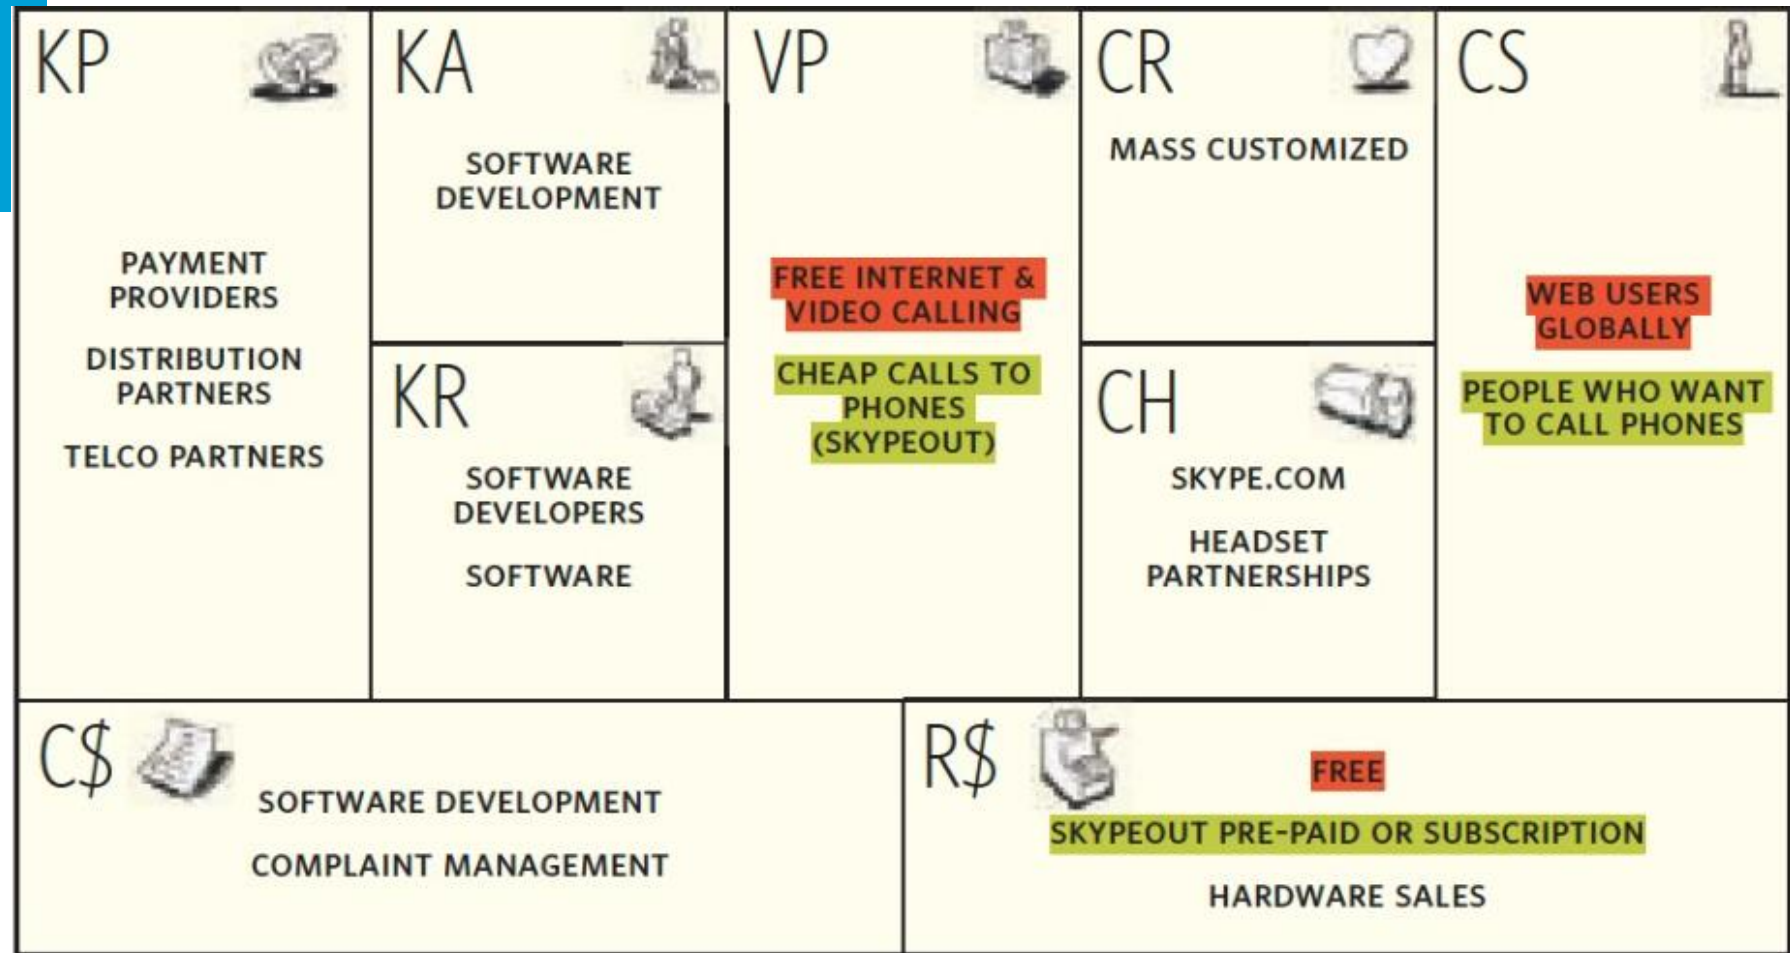 KP
PAYMENT
PROVIDERS
DISTRIBUTION
PARTNERS
TELCO PARTNERS
KA
SOFTWARE
DEVELOPMENT
KR
SOFTWARE
DEVELOPERS
SOFTWARE
VP
FREE INTERNET &
VIDEO CALLING
CHEAP CALLS TO
PHONES
(SKYPEOUT)
CR
MASS CUSTOMIZED
CH
SKYPE.COM
HEADSET
PARTNERSHIPS
CS
WEB USERS
GLOBALLY
PEOPLE WHO WANT
TO CALL PHONES
C$
SOFTWARE DEVELOPMENT
COMPLAINT MANAGEMENT
R$
FREE
SKYPEOUT PRE-PAID OR SUBSCRIPTION
HARDWARE SALES